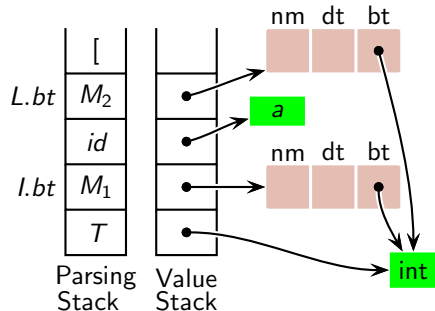 nm dt bt
[
L.bt M₂
a
id
nm dt bt
I.bt M₁
T
int
Parsing Stack
Value Stack